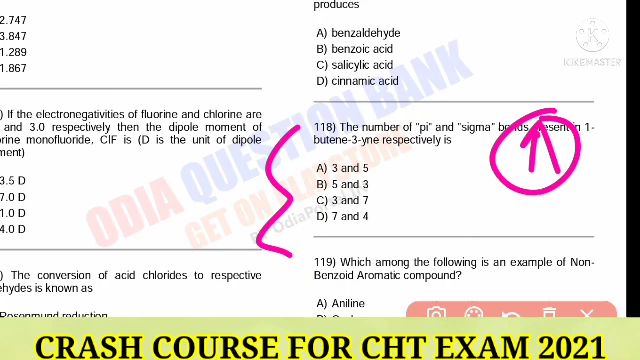 2.747
3.847
1.289
1.867
) If the electronegativities of fluorine and chlorine are
and 3.0 respectively then the dipole moment of
orine monofluoride, CIF is (D is the unit of dipole
ment)
3.5 D
7.0 D
1.0 D
4.0 D
) The conversion of acid chlorides to respective
ehydes is known as
Rosenmund reduction
produces
A) benzaldehyde
B) benzoic acid
C) salicylic acid
D) cinnamic acid
118) The number of "pi" and "sigma" bonds present in 1-
butene-3-yne respectively is
A) 3 and 5
B) 5 and 3
C) 3 and 7
D) 7 and 4
119) Which among the following is an example of Non-
Benzoid Aromatic compound?
A) Aniline
KINEMASTER
ODIA QUESTION BANK
GET ON PLAYSTORE
CRASH COURSE FOR CHT EXAM 2021